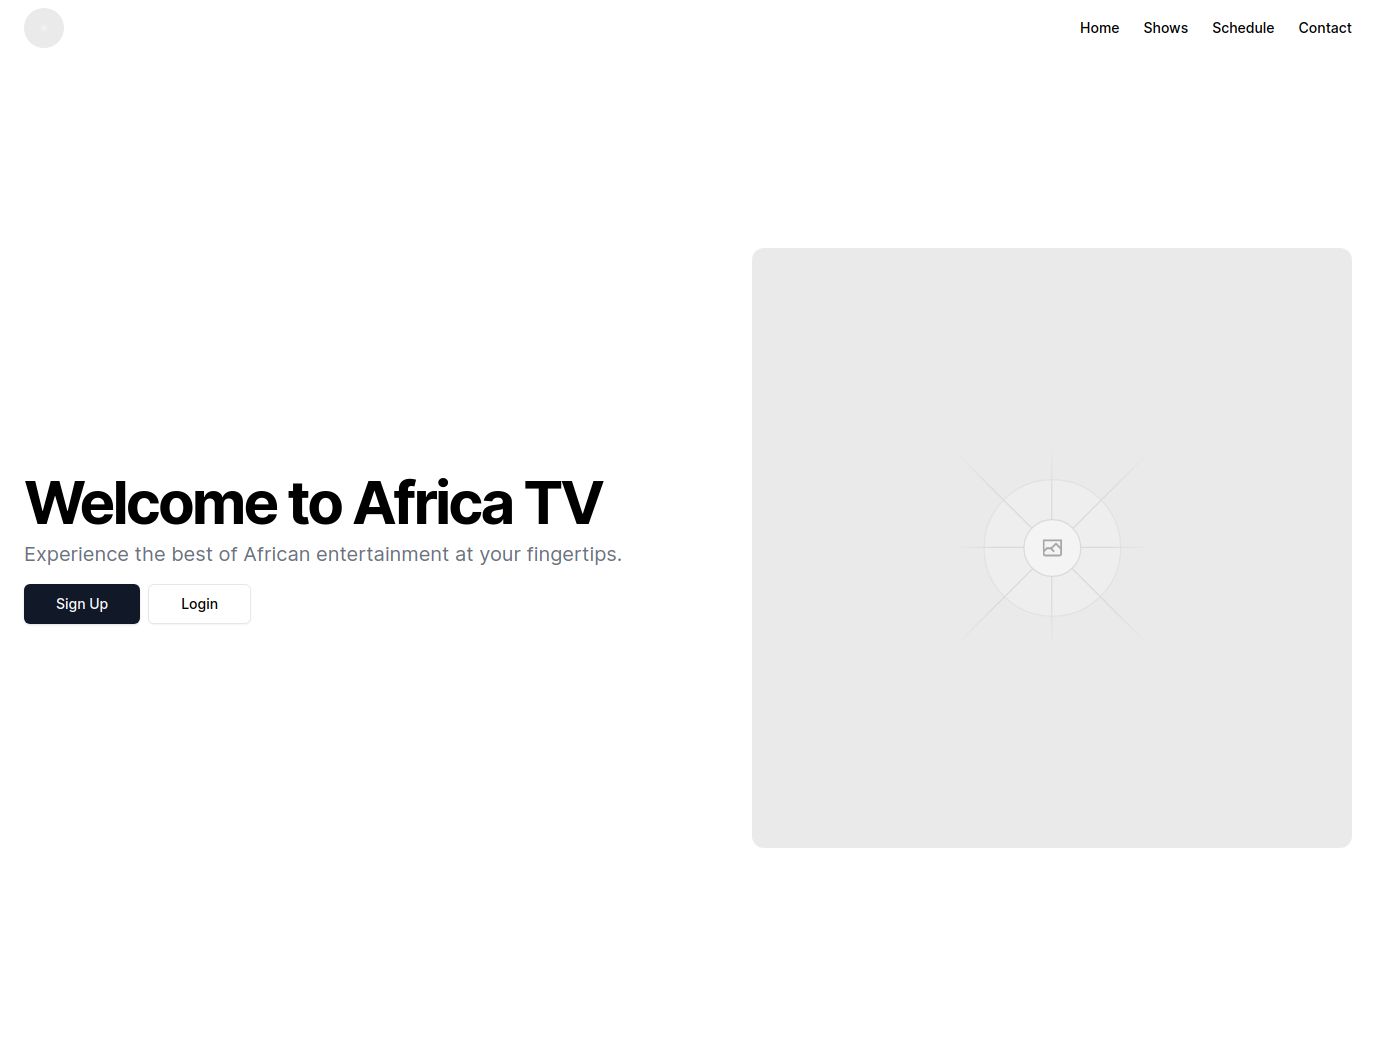 Home Shows Schedule Contact
Welcome to Africa TV
Experience the best of African entertainment at your fingertips.
Sign Up Login